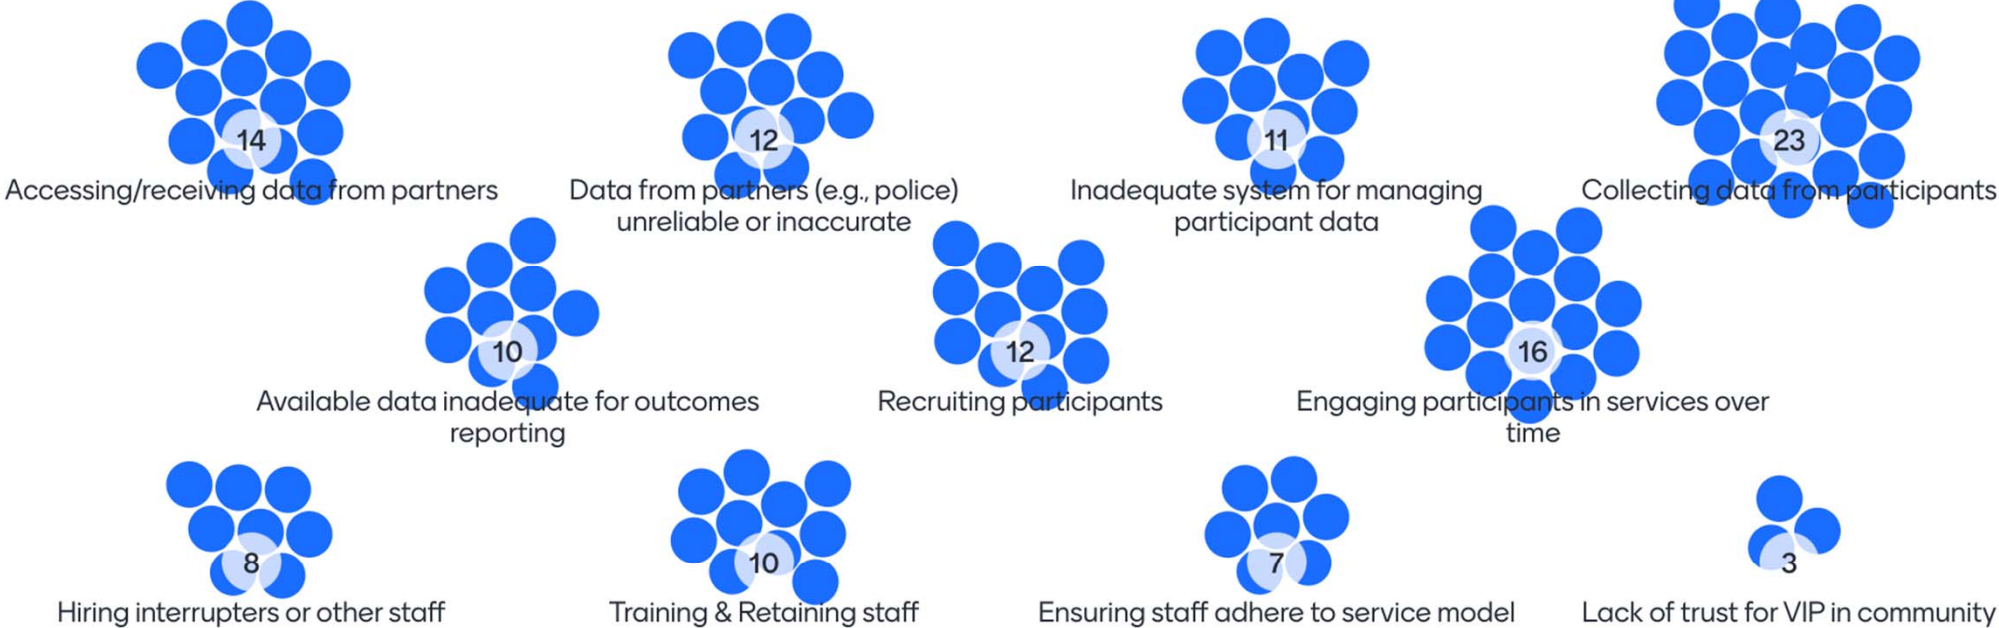 14
Accessing/receiving data from partners
12
Data from partners (e.g., police)
unreliable or inaccurate
11
Inadequate system for managing
participant data
23
Collecting data from participants
10
Available data inadequate for outcomes
reporting
12
Recruiting participants
16
Engaging participants in services over
time
8
Hiring interrupters or other staff
10
Training & Retaining staff
7
Ensuring staff adhere to service model
3
Lack of trust for VIP in community